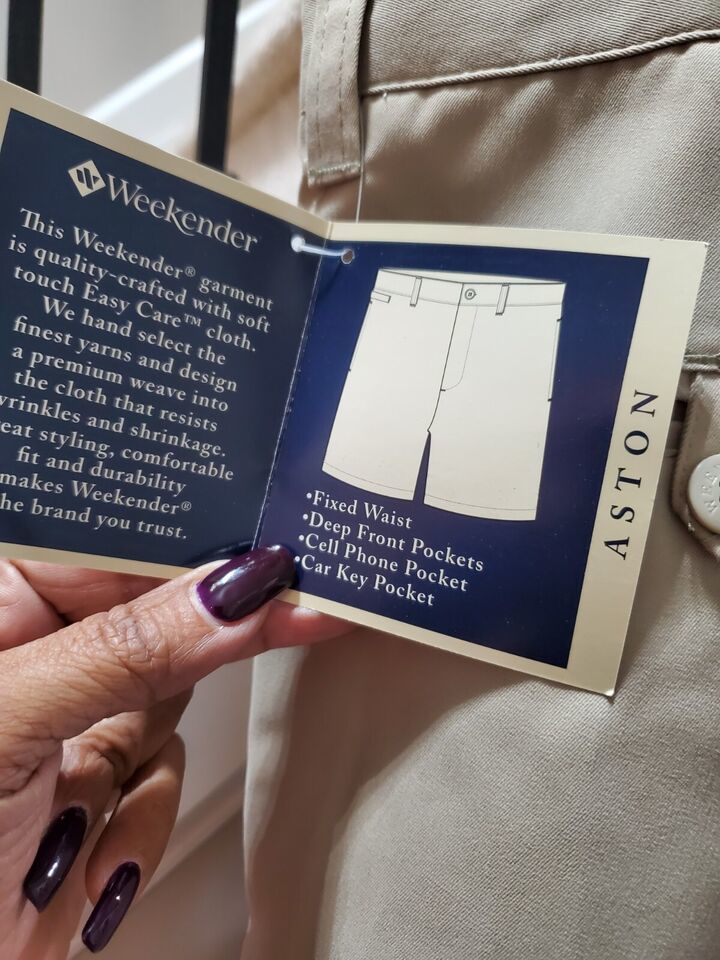 Weekender
This Weekender® garment
is quality-crafted with soft
touch Easy Care™ cloth.
We hand select the
finest yarns and design
a premium weave into
the cloth that resists
wrinkles and shrinkage.
eat styling, comfortable
fit and durability
makes Weekender®
he brand you trust.
•Fixed Waist
•Deep Front Pockets
•Cell Phone Pocket
•Car Key Pocket
ASTON